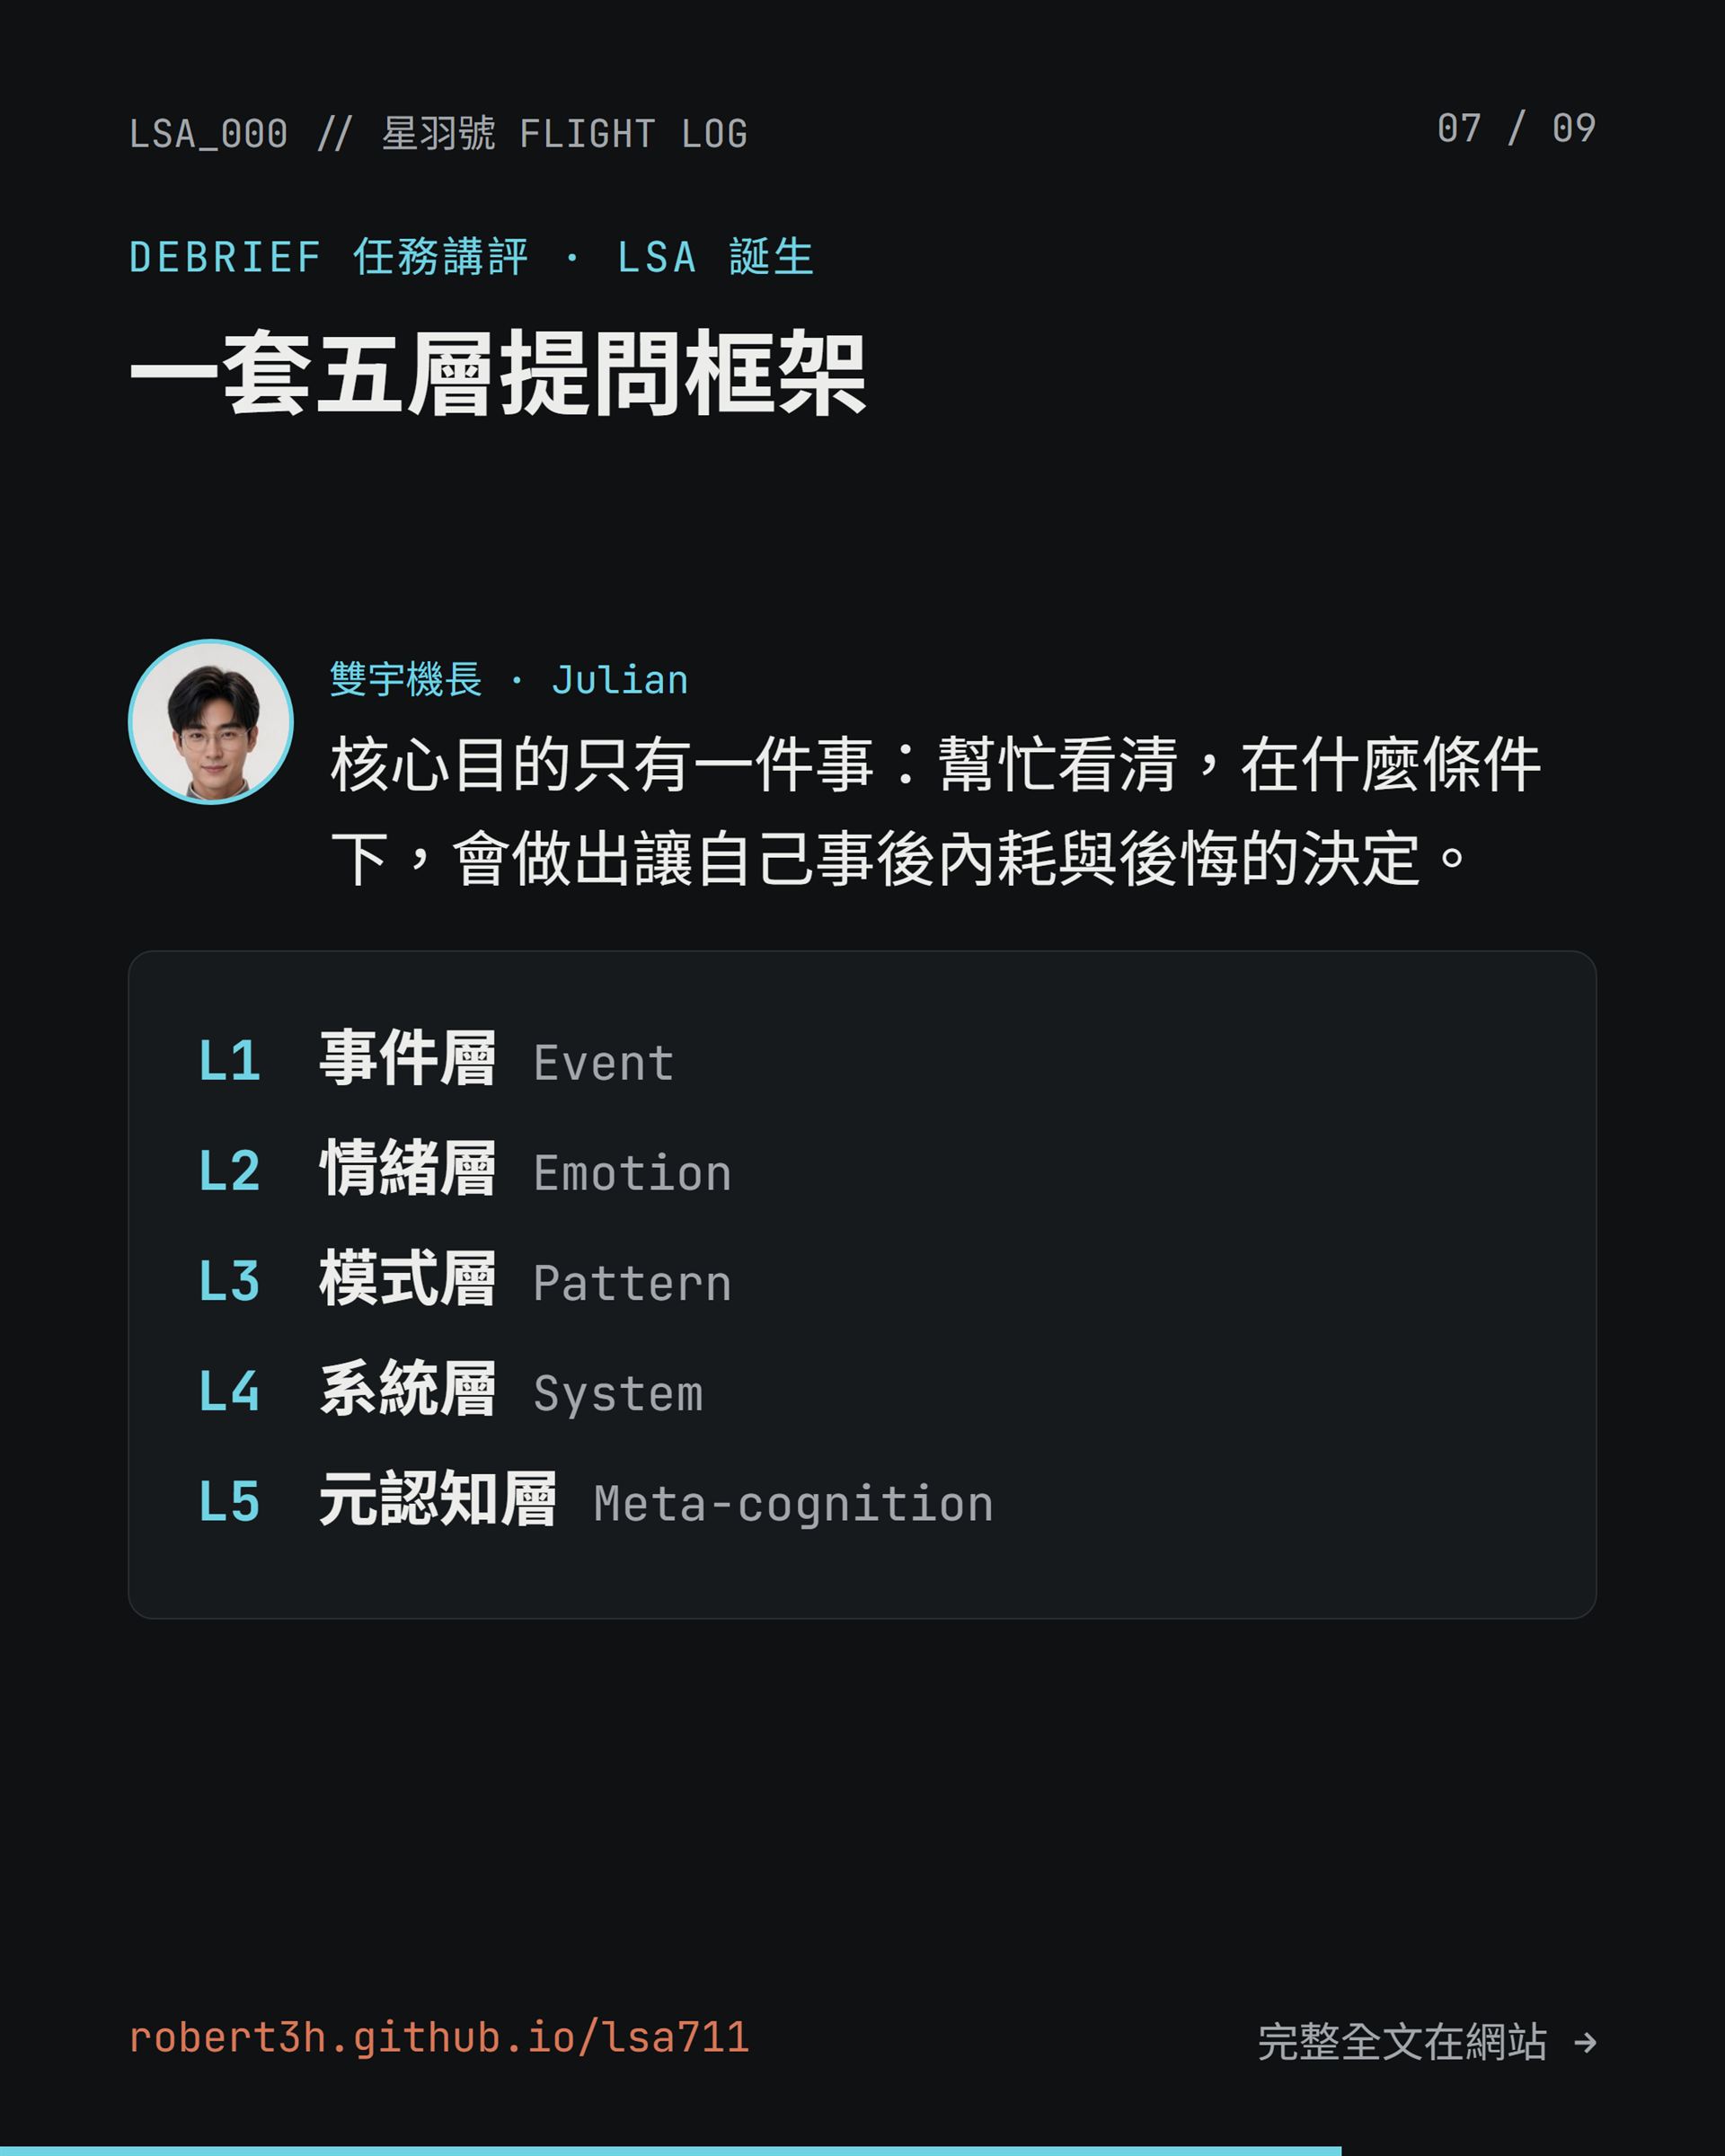 LSA_000 // 星羽號 FLIGHT LOG
07 / 09
DEBRIEF 任務講評 · LSA 誕生
一套五層提問框架
雙宇機長 · Julian
核心目的只有一件事：幫忙看清，在什麼條件
下，會做出讓自己事後內耗與後悔的決定。
L1 事件層 Event
L2 情緒層 Emotion
L3 模式層 Pattern
L4 系統層 System
L5 元認知層 Meta-cognition
robert3h.github.io/lsa711
完整全文在網站 →